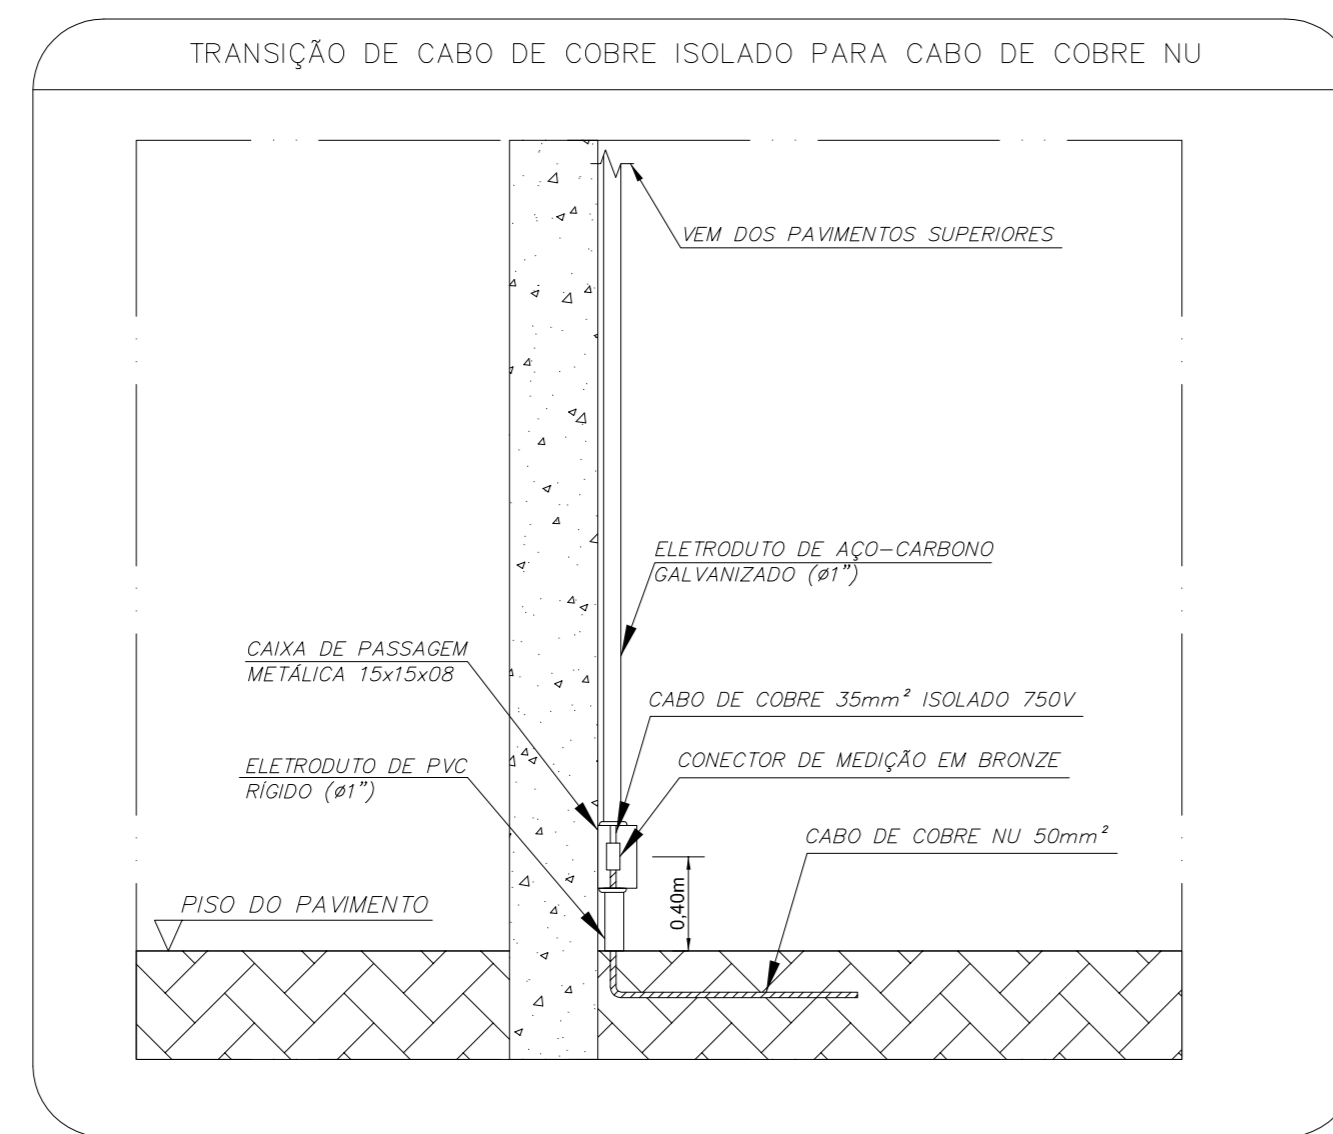 TRANSIÇÃO DE CABO DE COBRE ISOLADO PARA CABO DE COBRE NU
VEM DOS PAVIMENTOS SUPERIORES
ELETRODUTO DE AÇO-CARBONO
GALVANIZADO (ø1")
CAIXA DE PASSAGEM
METÁLICA 15x15x08
CABO DE COBRE 35mm² ISOLADO 750V
CONECTOR DE MEDIÇÃO EM BRONZE
ELETRODUTO DE PVC
RÍGIDO (ø1")
CABO DE COBRE NU 50mm²
0,40m
PISO DO PAVIMENTO